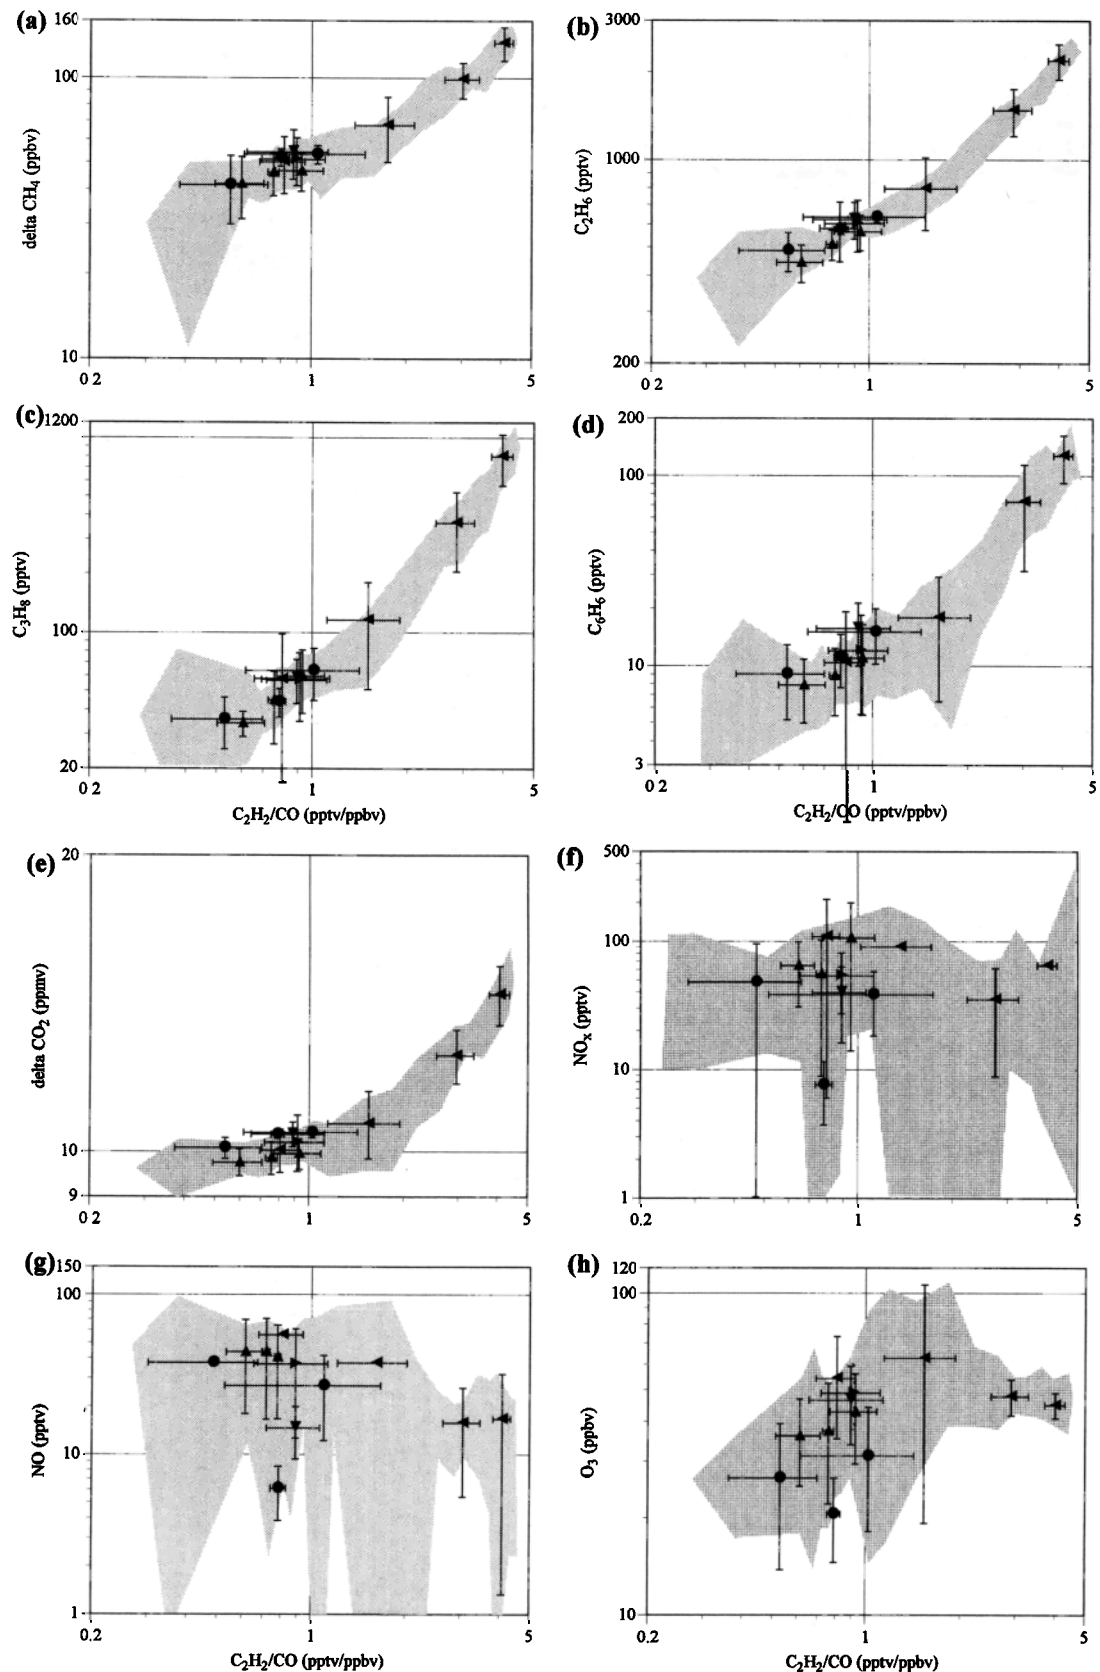 (a)
160
100
10
delta CH4 (ppbv)
0 2
1
5
(b)
3000
1000
200
C2H6 (pptv)
0 2
1
5
(c)
1200
100
20
C3H8 (pptv)
0 2
1
5
C2H2/CO (pptv/ppbv)
(d)
200
100
10
3
C6H6 (pptv)
0 2
1
5
C2H2/CO (pptv/ppbv)
(e)
20
10
9
delta CO2 (ppmv)
0 2
1
5
(f)
500
100
10
1
NOx (pptv)
0.2
1
5
(g)
150
100
10
1
NO (pptv)
0.2
1
5
C2H2/CO (pptv/ppbv)
(h)
120
100
10
O3 (ppbv)
0.2
1
5
C2H2/CO (pptv/ppbv)